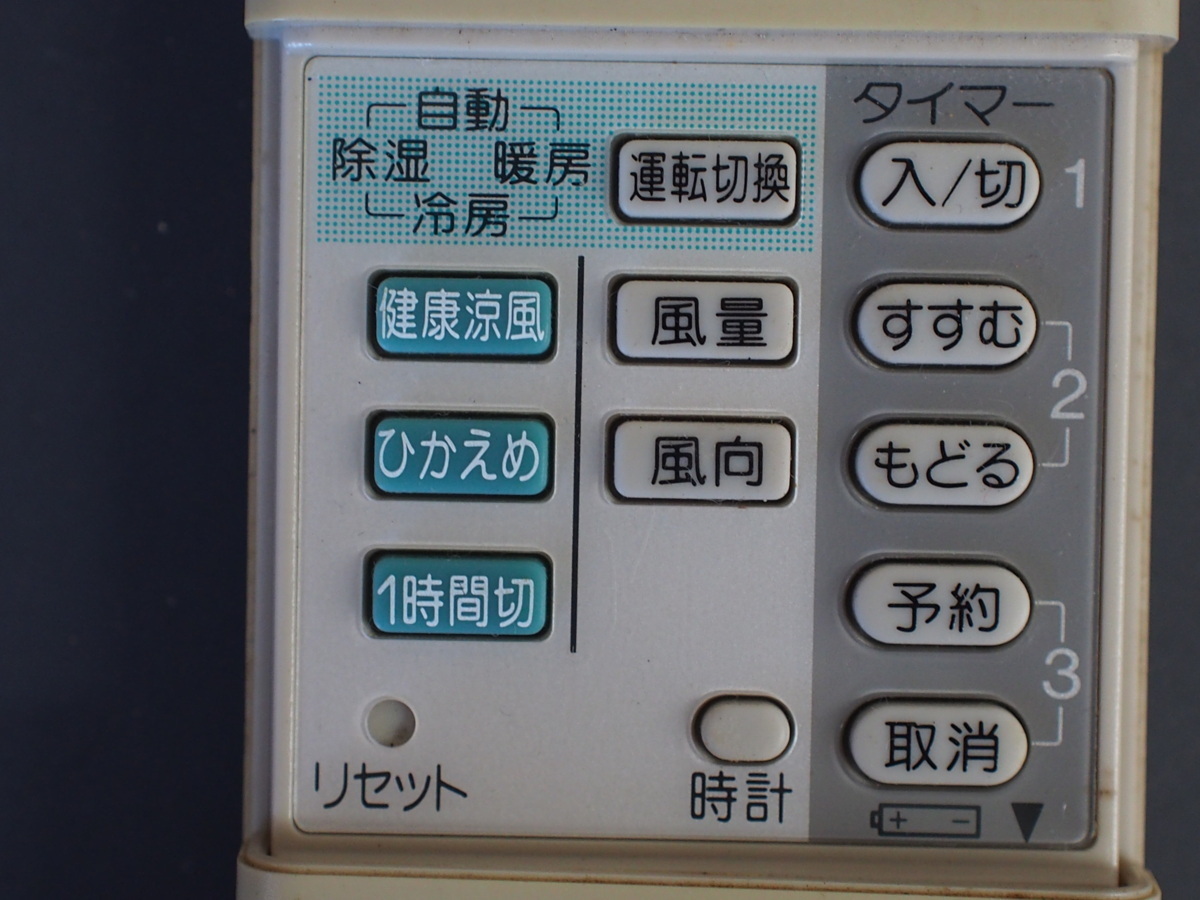 自動
除湿 暖房
冷房
運転切換
健康涼風
風量
ひかえめ
風向
1時間切
リセット
時計
タイマー
入/切 1
すすむ
2
もどる
予約
3
取消
+ −